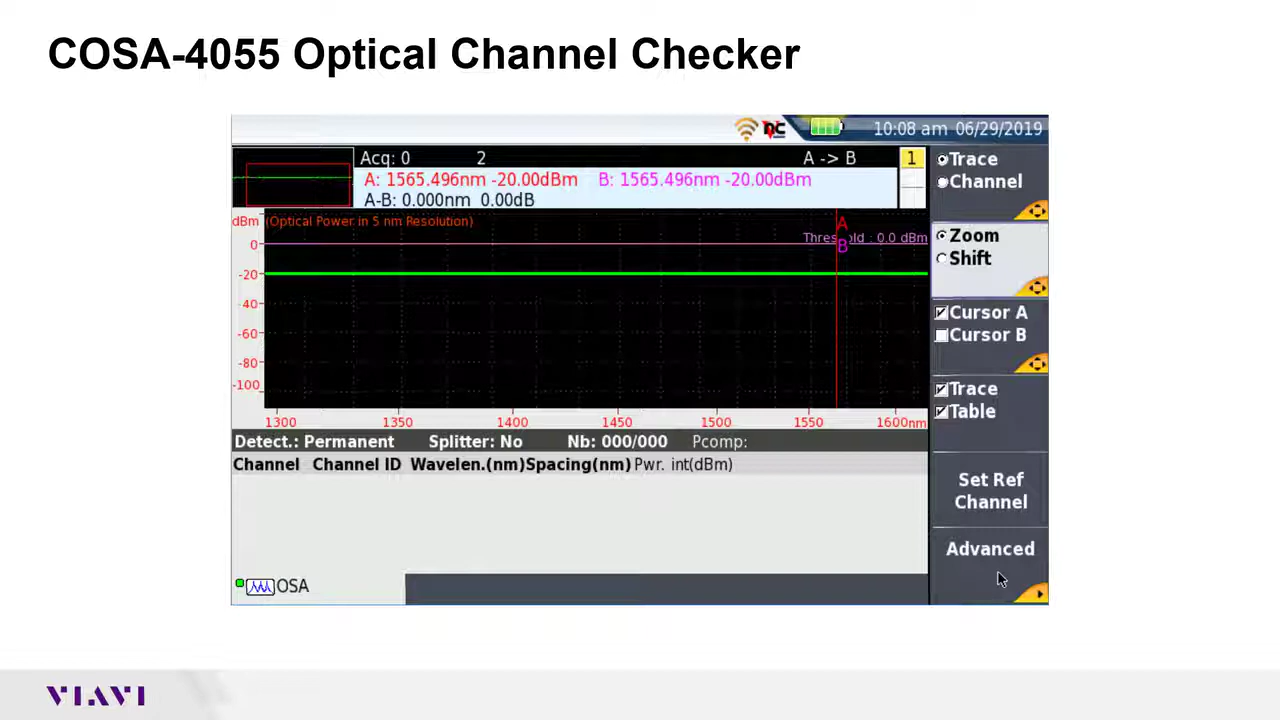 COSA-4055 Optical Channel Checker
10:08 am 06/29/2019
Acq: 0 2 A -> B 1
A: 1565.496nm -20.00dBm B: 1565.496nm -20.00dBm
A-B: 0.000nm 0.00dB
Trace
Channel
dBm (Optical Power in 5 nm Resolution)
A
Threshold : 0.0 dBm
B
0
-20
-40
-60
-80
-100
1300 1350 1400 1450 1500 1550 1600nm
Zoom
Shift
Cursor A
Cursor B
Trace
Table
Detect.: Permanent Splitter: No Nb: 000/000 Pcomp:
Channel Channel ID Wavelen.(nm) Spacing(nm) Pwr. int(dBm)
Set Ref
Channel
Advanced
OSA
VIAVI